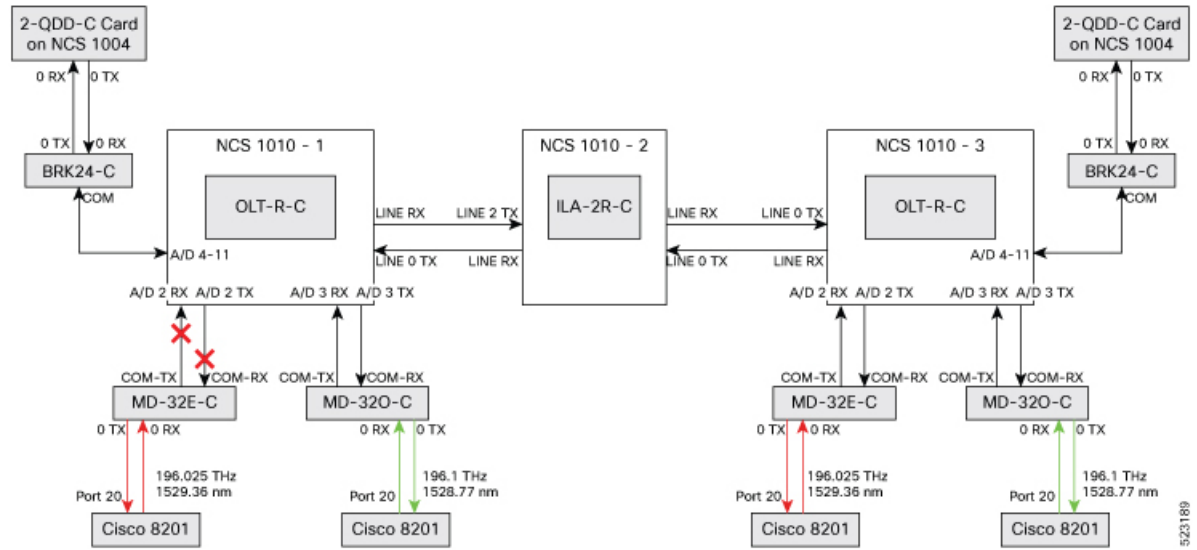 2-QDD-C Card
on NCS 1004
0 RX
0 TX
0 TX
0 RX
BRK24-C
COM
NCS 1010 - 1
OLT-R-C
A/D 4-11
A/D 2 RX
A/D 2 TX
A/D 3 RX
A/D 3 TX
LINE RX
LINE 2 TX
LINE 0 TX
LINE RX
NCS 1010 - 2
ILA-2R-C
LINE RX
LINE 0 TX
LINE 0 TX
LINE RX
NCS 1010 - 3
OLT-R-C
A/D 4-11
A/D 2 RX
A/D 2 TX
A/D 3 RX
A/D 3 TX
2-QDD-C Card
on NCS 1004
0 RX
0 TX
0 TX
0 RX
BRK24-C
COM
COM-TX
COM-RX
MD-32E-C
0 TX
0 RX
196.025 THz
1529.36 nm
Port 20
Cisco 8201
COM-TX
COM-RX
MD-32O-C
0 RX
0 TX
196.1 THz
1528.77 nm
Port 20
Cisco 8201
COM-TX
COM-RX
MD-32E-C
0 TX
0 RX
196.025 THz
1529.36 nm
Port 20
Cisco 8201
COM-TX
COM-RX
MD-32O-C
0 RX
0 TX
196.1 THz
1528.77 nm
Port 20
Cisco 8201
523189